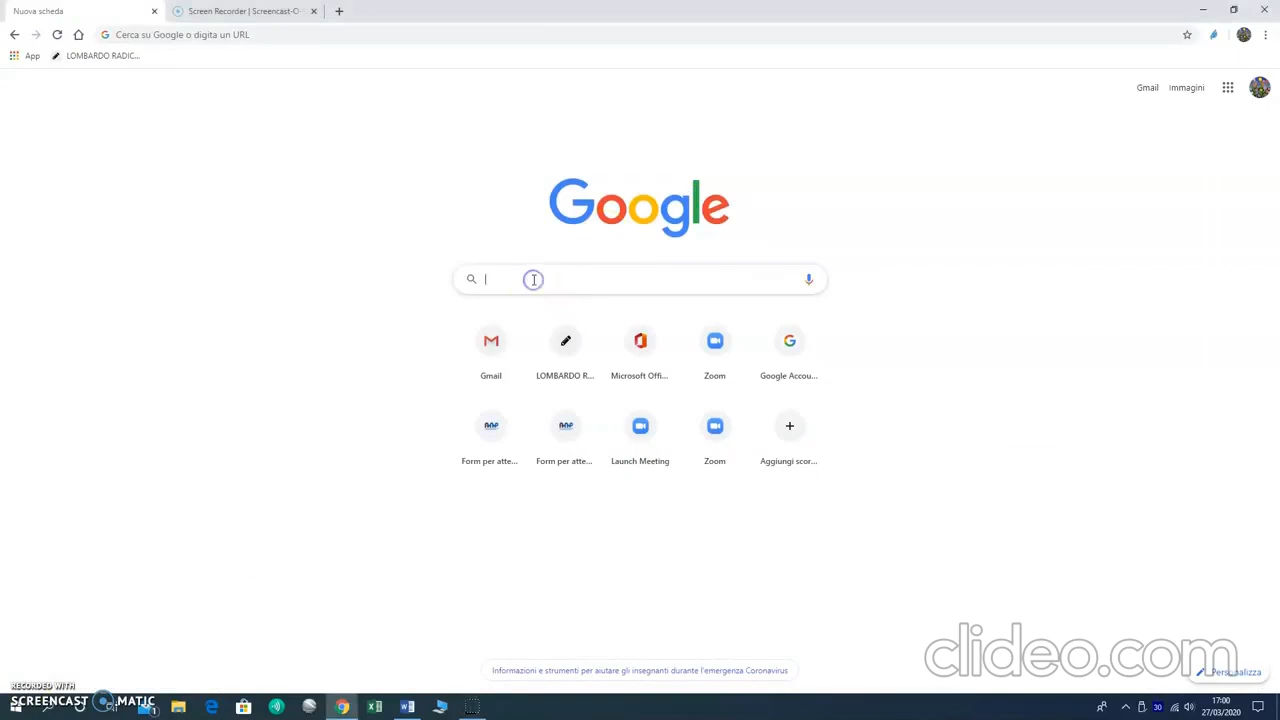 Nuova scheda
Screen Recorder | Screencast-O-
Cerca su Google o digita un URL
App
LOMBARDO RADIC...
Gmail
Immagini
Google
Gmail
LOMBARDO R...
Microsoft Offi...
Zoom
Google Accou...
Form per atte...
Form per atte...
Launch Meeting
Zoom
Aggiungi scor...
Informazioni e strumenti per aiutare gli insegnanti durante l'emergenza Coronavirus
clideo.com
Personalizza
RECORDED WITH
SCREENCAST MATIC
30
17:00
27/03/2020